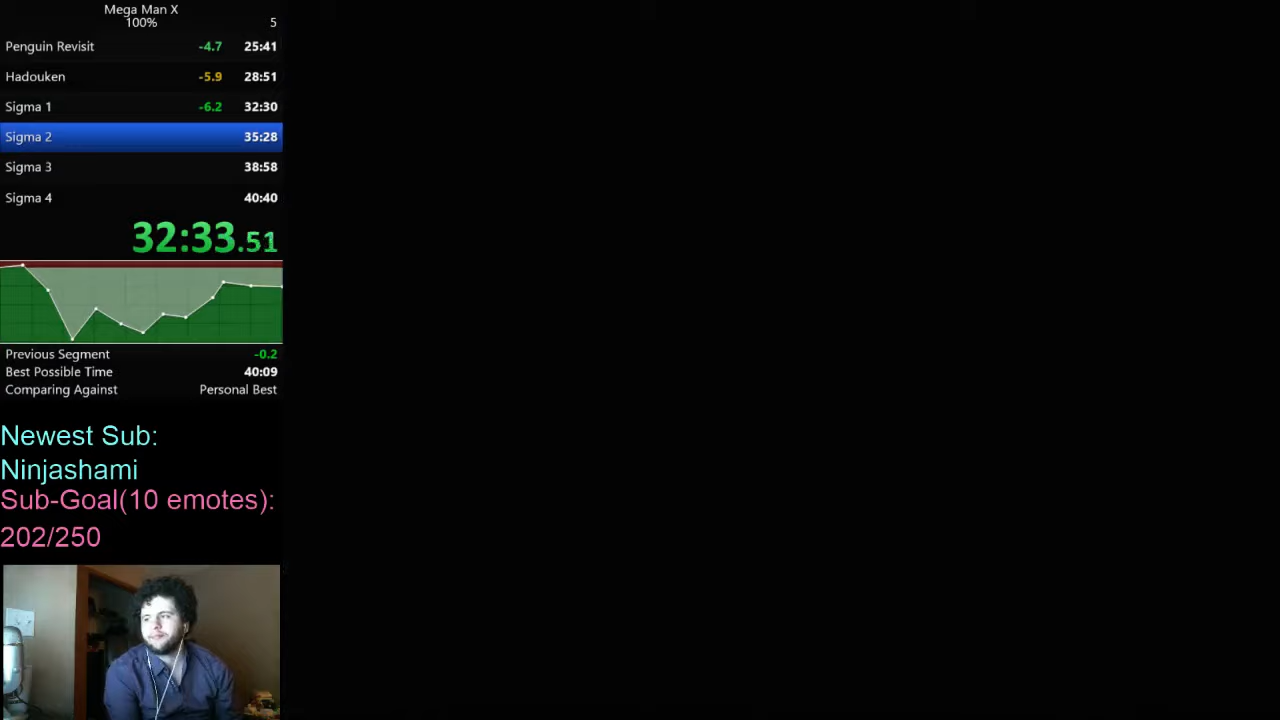 Mega Man X
100%
5
Penguin Revisit -4.7 25:41
Hadouken -5.9 28:51
Sigma 1 -6.2 32:30
Sigma 2 35:28
Sigma 3 38:58
Sigma 4 40:40
32:33.51
Previous Segment -0.2
Best Possible Time 40:09
Comparing Against Personal Best
Newest Sub:
Ninjashami
Sub-Goal(10 emotes):
202/250